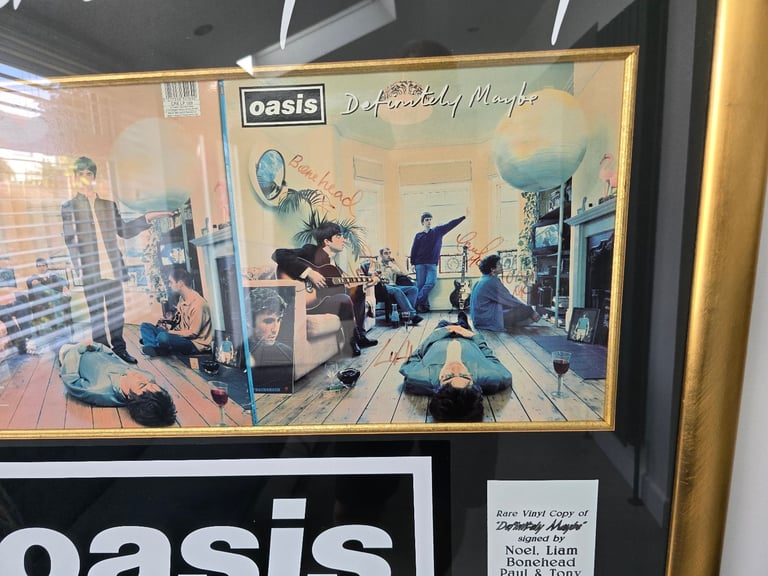 oasis
Definitely Maybe
Bonehead
oasis
Rare Vinyl Copy of
"Definitely Maybe"
signed by
Noel, Liam
Bonehead
Paul & Tony